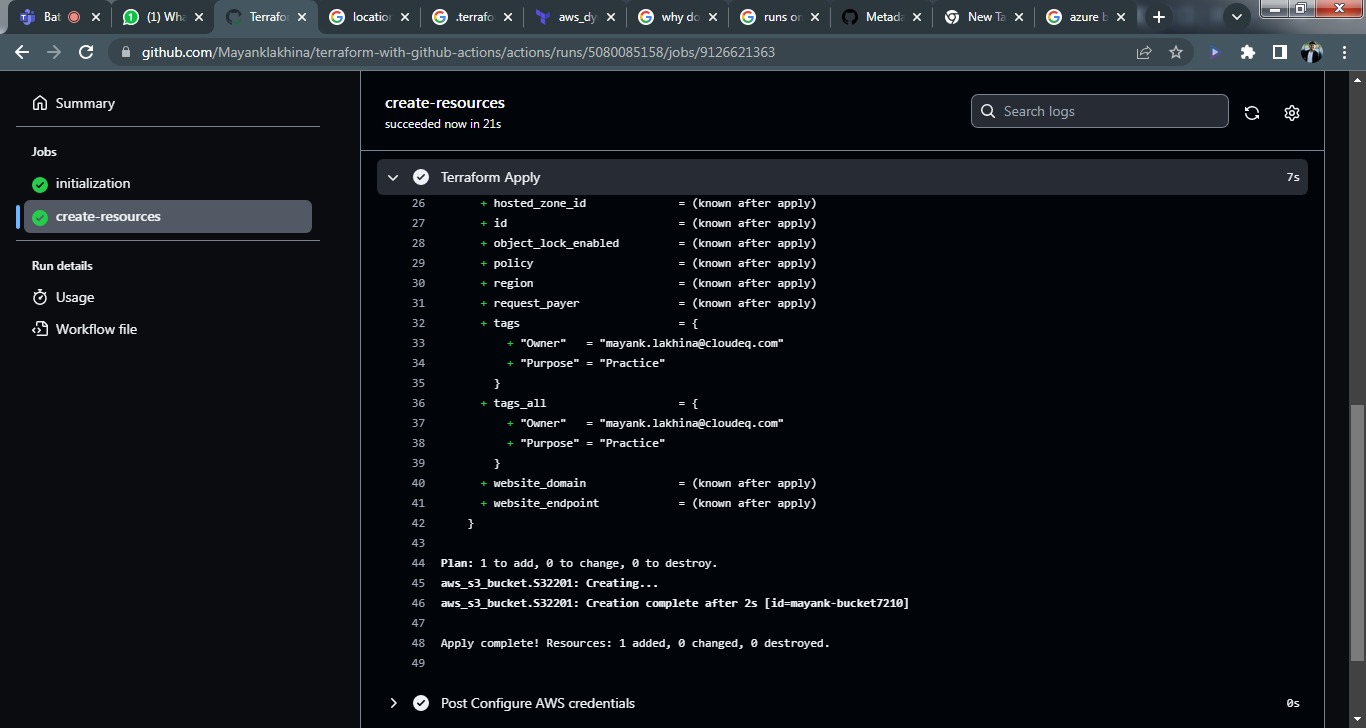 Bat
(1) Wha
Terrafor
location
.terrafo
aws_dy
why do
runs on
Metada
New Ta
azure b
github.com/Mayanklakhina/terraform-with-github-actions/actions/runs/5080085158/jobs/9126621363
Summary
Jobs
initialization
create-resources
Run details
Usage
Workflow file
create-resources
succeeded now in 21s
Search logs
Terraform Apply 7s
26 + hosted_zone_id = (known after apply)
27 + id = (known after apply)
28 + object_lock_enabled = (known after apply)
29 + policy = (known after apply)
30 + region = (known after apply)
31 + request_payer = (known after apply)
32 + tags = {
33 + "Owner" = "mayank.lakhina@cloudeq.com"
34 + "Purpose" = "Practice"
35 }
36 + tags_all = {
37 + "Owner" = "mayank.lakhina@cloudeq.com"
38 + "Purpose" = "Practice"
39 }
40 + website_domain = (known after apply)
41 + website_endpoint = (known after apply)
42 }
43
44 Plan: 1 to add, 0 to change, 0 to destroy.
45 aws_s3_bucket.S32201: Creating...
46 aws_s3_bucket.S32201: Creation complete after 2s [id=mayank-bucket7210]
47
48 Apply complete! Resources: 1 added, 0 changed, 0 destroyed.
49
Post Configure AWS credentials 0s